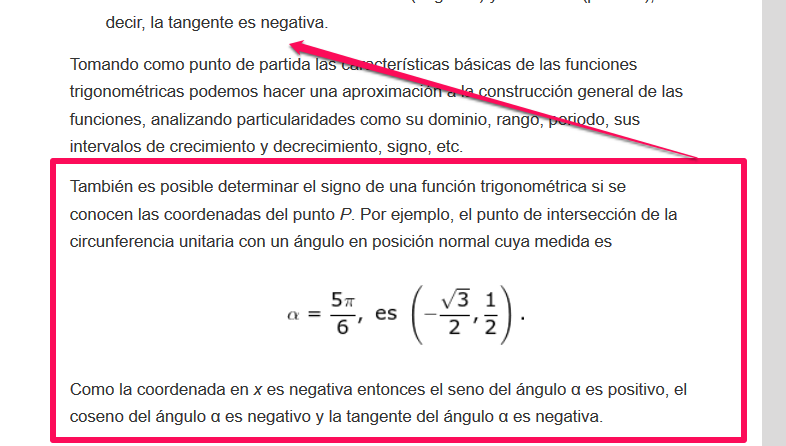 decir, la tangente es negativa.
Tomando como punto de partida las características básicas de las funciones
trigonométricas podemos hacer una aproximación a la construcción general de las
funciones, analizando particularidades como su dominio, rango, periodo, sus
intervalos de crecimiento y decrecimiento, signo, etc.
También es posible determinar el signo de una función trigonométrica si se
conocen las coordenadas del punto P. Por ejemplo, el punto de intersección de la
circunferencia unitaria con un ángulo en posición normal cuya medida es
α = 5π/6, es (−√3/2, 1/2).
Como la coordenada en x es negativa entonces el seno del ángulo α es positivo, el
coseno del ángulo α es negativo y la tangente del ángulo α es negativa.